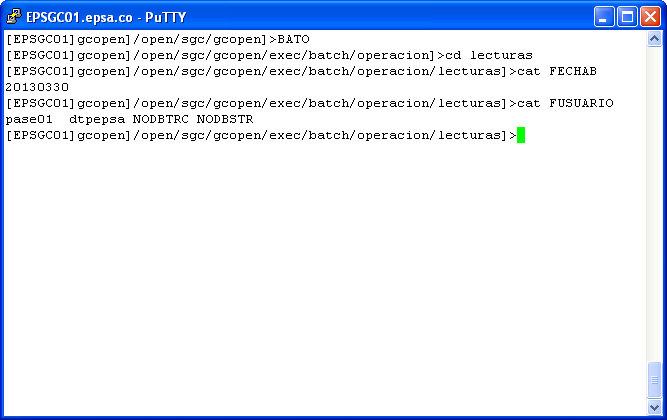 EPSGC01.epsa.co - PuTTY
[EPSGC01]gcopen]/open/sgc/gcopen]>BATO
[EPSGC01]gcopen]/open/sgc/gcopen/exec/batch/operacion]>cd lecturas
[EPSGC01]gcopen]/open/sgc/gcopen/exec/batch/operacion/lecturas]>cat FECHAB
20130330
[EPSGC01]gcopen]/open/sgc/gcopen/exec/batch/operacion/lecturas]>cat FUSUARIO
pase01  dtpepsa NODBTRC NODBSTR
[EPSGC01]gcopen]/open/sgc/gcopen/exec/batch/operacion/lecturas]>